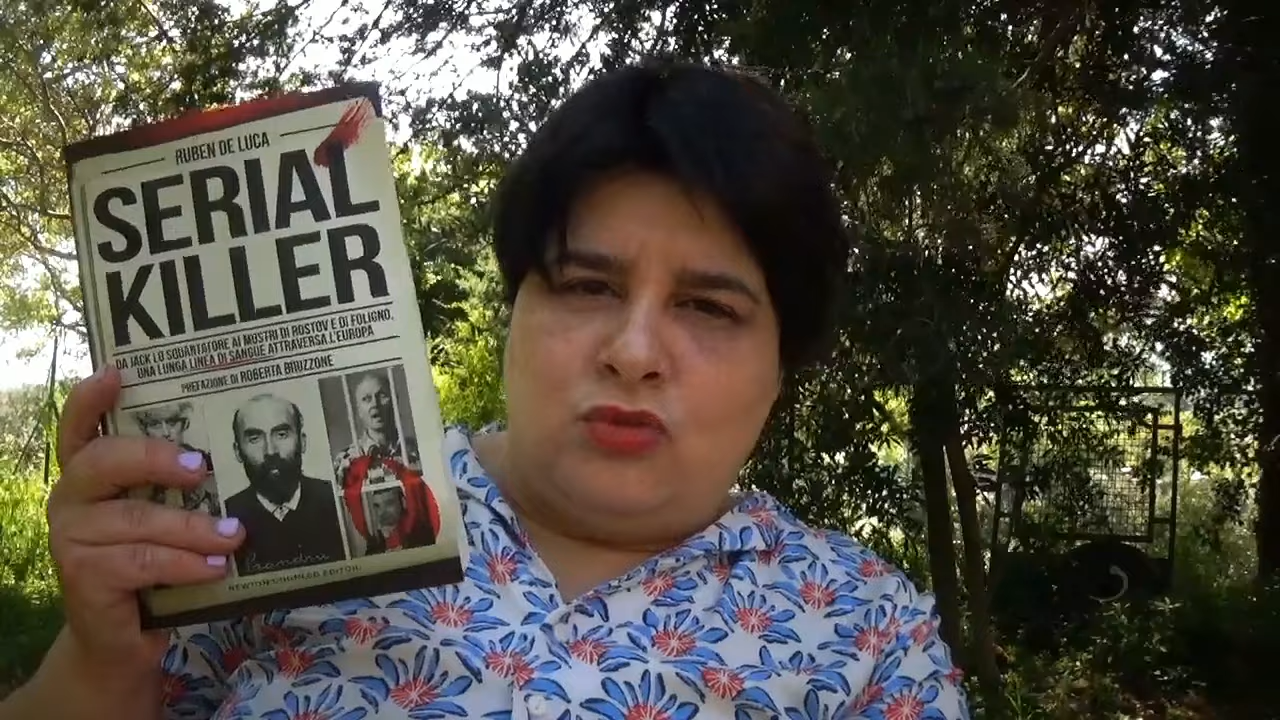 RUBEN DE LUCA
SERIAL
KILLER
DA JACK LO SQUARTATORE AI MOSTRI DI ROSTOV E DI FOLIGNO,
UNA LUNGA LINEA DI SANGUE ATTRAVERSA L'EUROPA
PREFAZIONE DI ROBERTA BRUZZONE
NEWTON COMPTON EDITORI